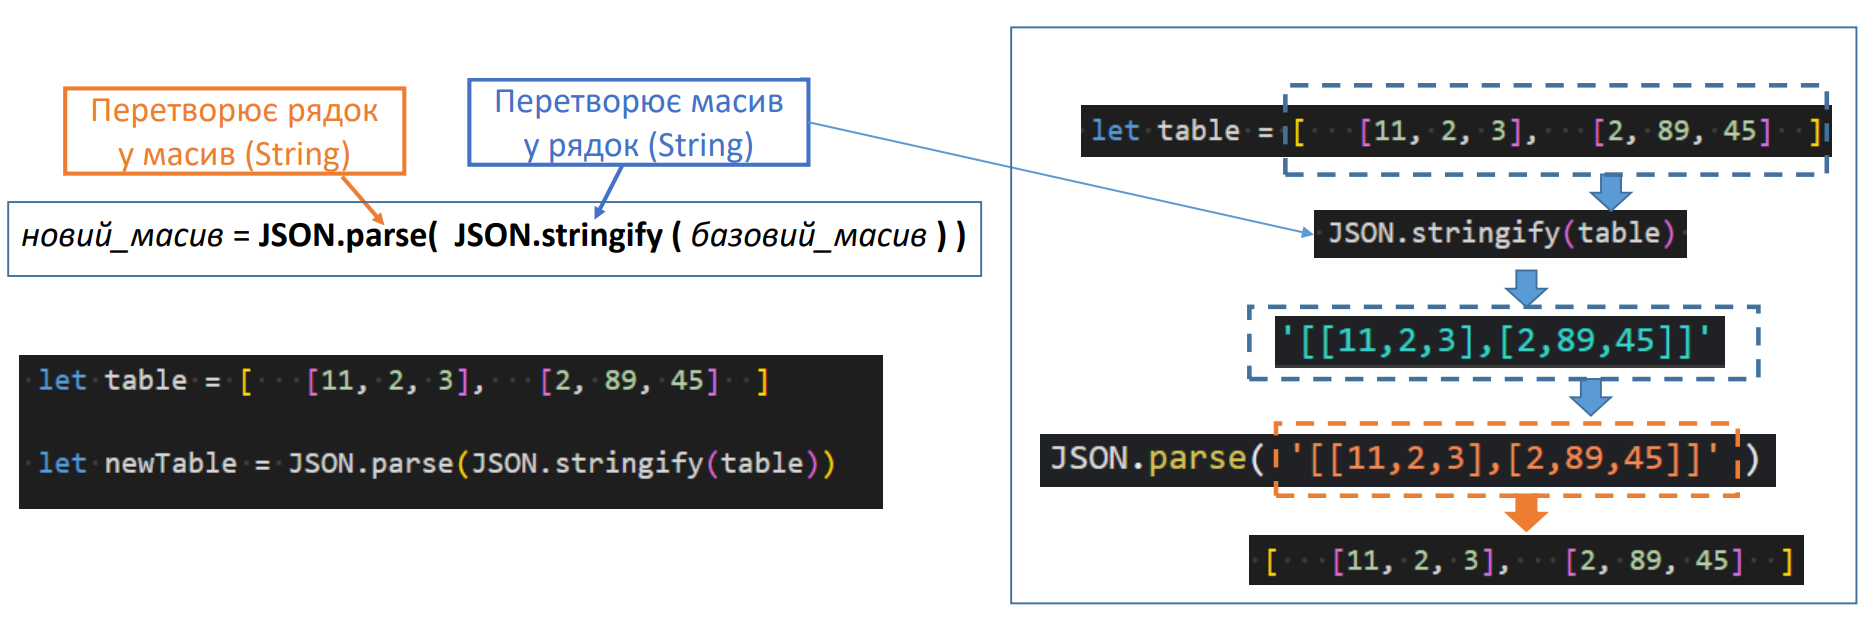 Перетворює рядок
у масив (String)
Перетворює масив
у рядок (String)
новий_масив = JSON.parse( JSON.stringify ( базовий_масив ) )
let table = [ [11, 2, 3], [2, 89, 45] ]
let newTable = JSON.parse(JSON.stringify(table))
let table = [ [11, 2, 3], [2, 89, 45] ]
JSON.stringify(table)
'[[11,2,3],[2,89,45]]'
JSON.parse( '[[11,2,3],[2,89,45]]' )
[ [11, 2, 3], [2, 89, 45] ]